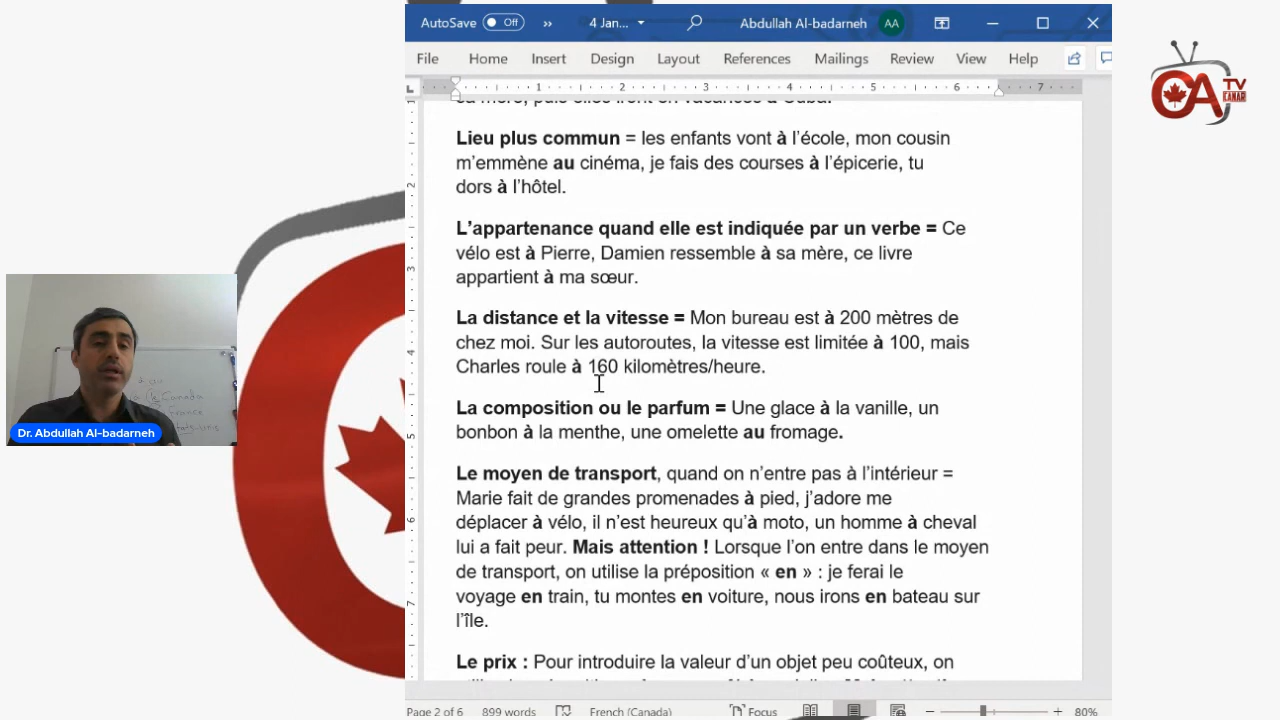 AutoSave Off 4 Jan... Abdullah Al-badarneh AA
File Home Insert Design Layout References Mailings Review View Help
1 2 3 4 5 6 7
Lieu plus commun = les enfants vont à l'école, mon cousin
m'emmène au cinéma, je fais des courses à l'épicerie, tu
dors à l'hôtel.
L'appartenance quand elle est indiquée par un verbe = Ce
vélo est à Pierre, Damien ressemble à sa mère, ce livre
appartient à ma sœur.
La distance et la vitesse = Mon bureau est à 200 mètres de
chez moi. Sur les autoroutes, la vitesse est limitée à 100, mais
Charles roule à 160 kilomètres/heure.
La composition ou le parfum = Une glace à la vanille, un
bonbon à la menthe, une omelette au fromage.
Le moyen de transport, quand on n'entre pas à l'intérieur =
Marie fait de grandes promenades à pied, j'adore me
déplacer à vélo, il n'est heureux qu'à moto, un homme à cheval
lui a fait peur. Mais attention ! Lorsque l'on entre dans le moyen
de transport, on utilise la préposition « en » : je ferai le
voyage en train, tu montes en voiture, nous irons en bateau sur
l'île.
Le prix : Pour introduire la valeur d'un objet peu coûteux, on
Page 2 of 6 899 words French (Canada) Focus 80%
Dr. Abdullah Al-badarneh
Canada
CA TV
CANAR